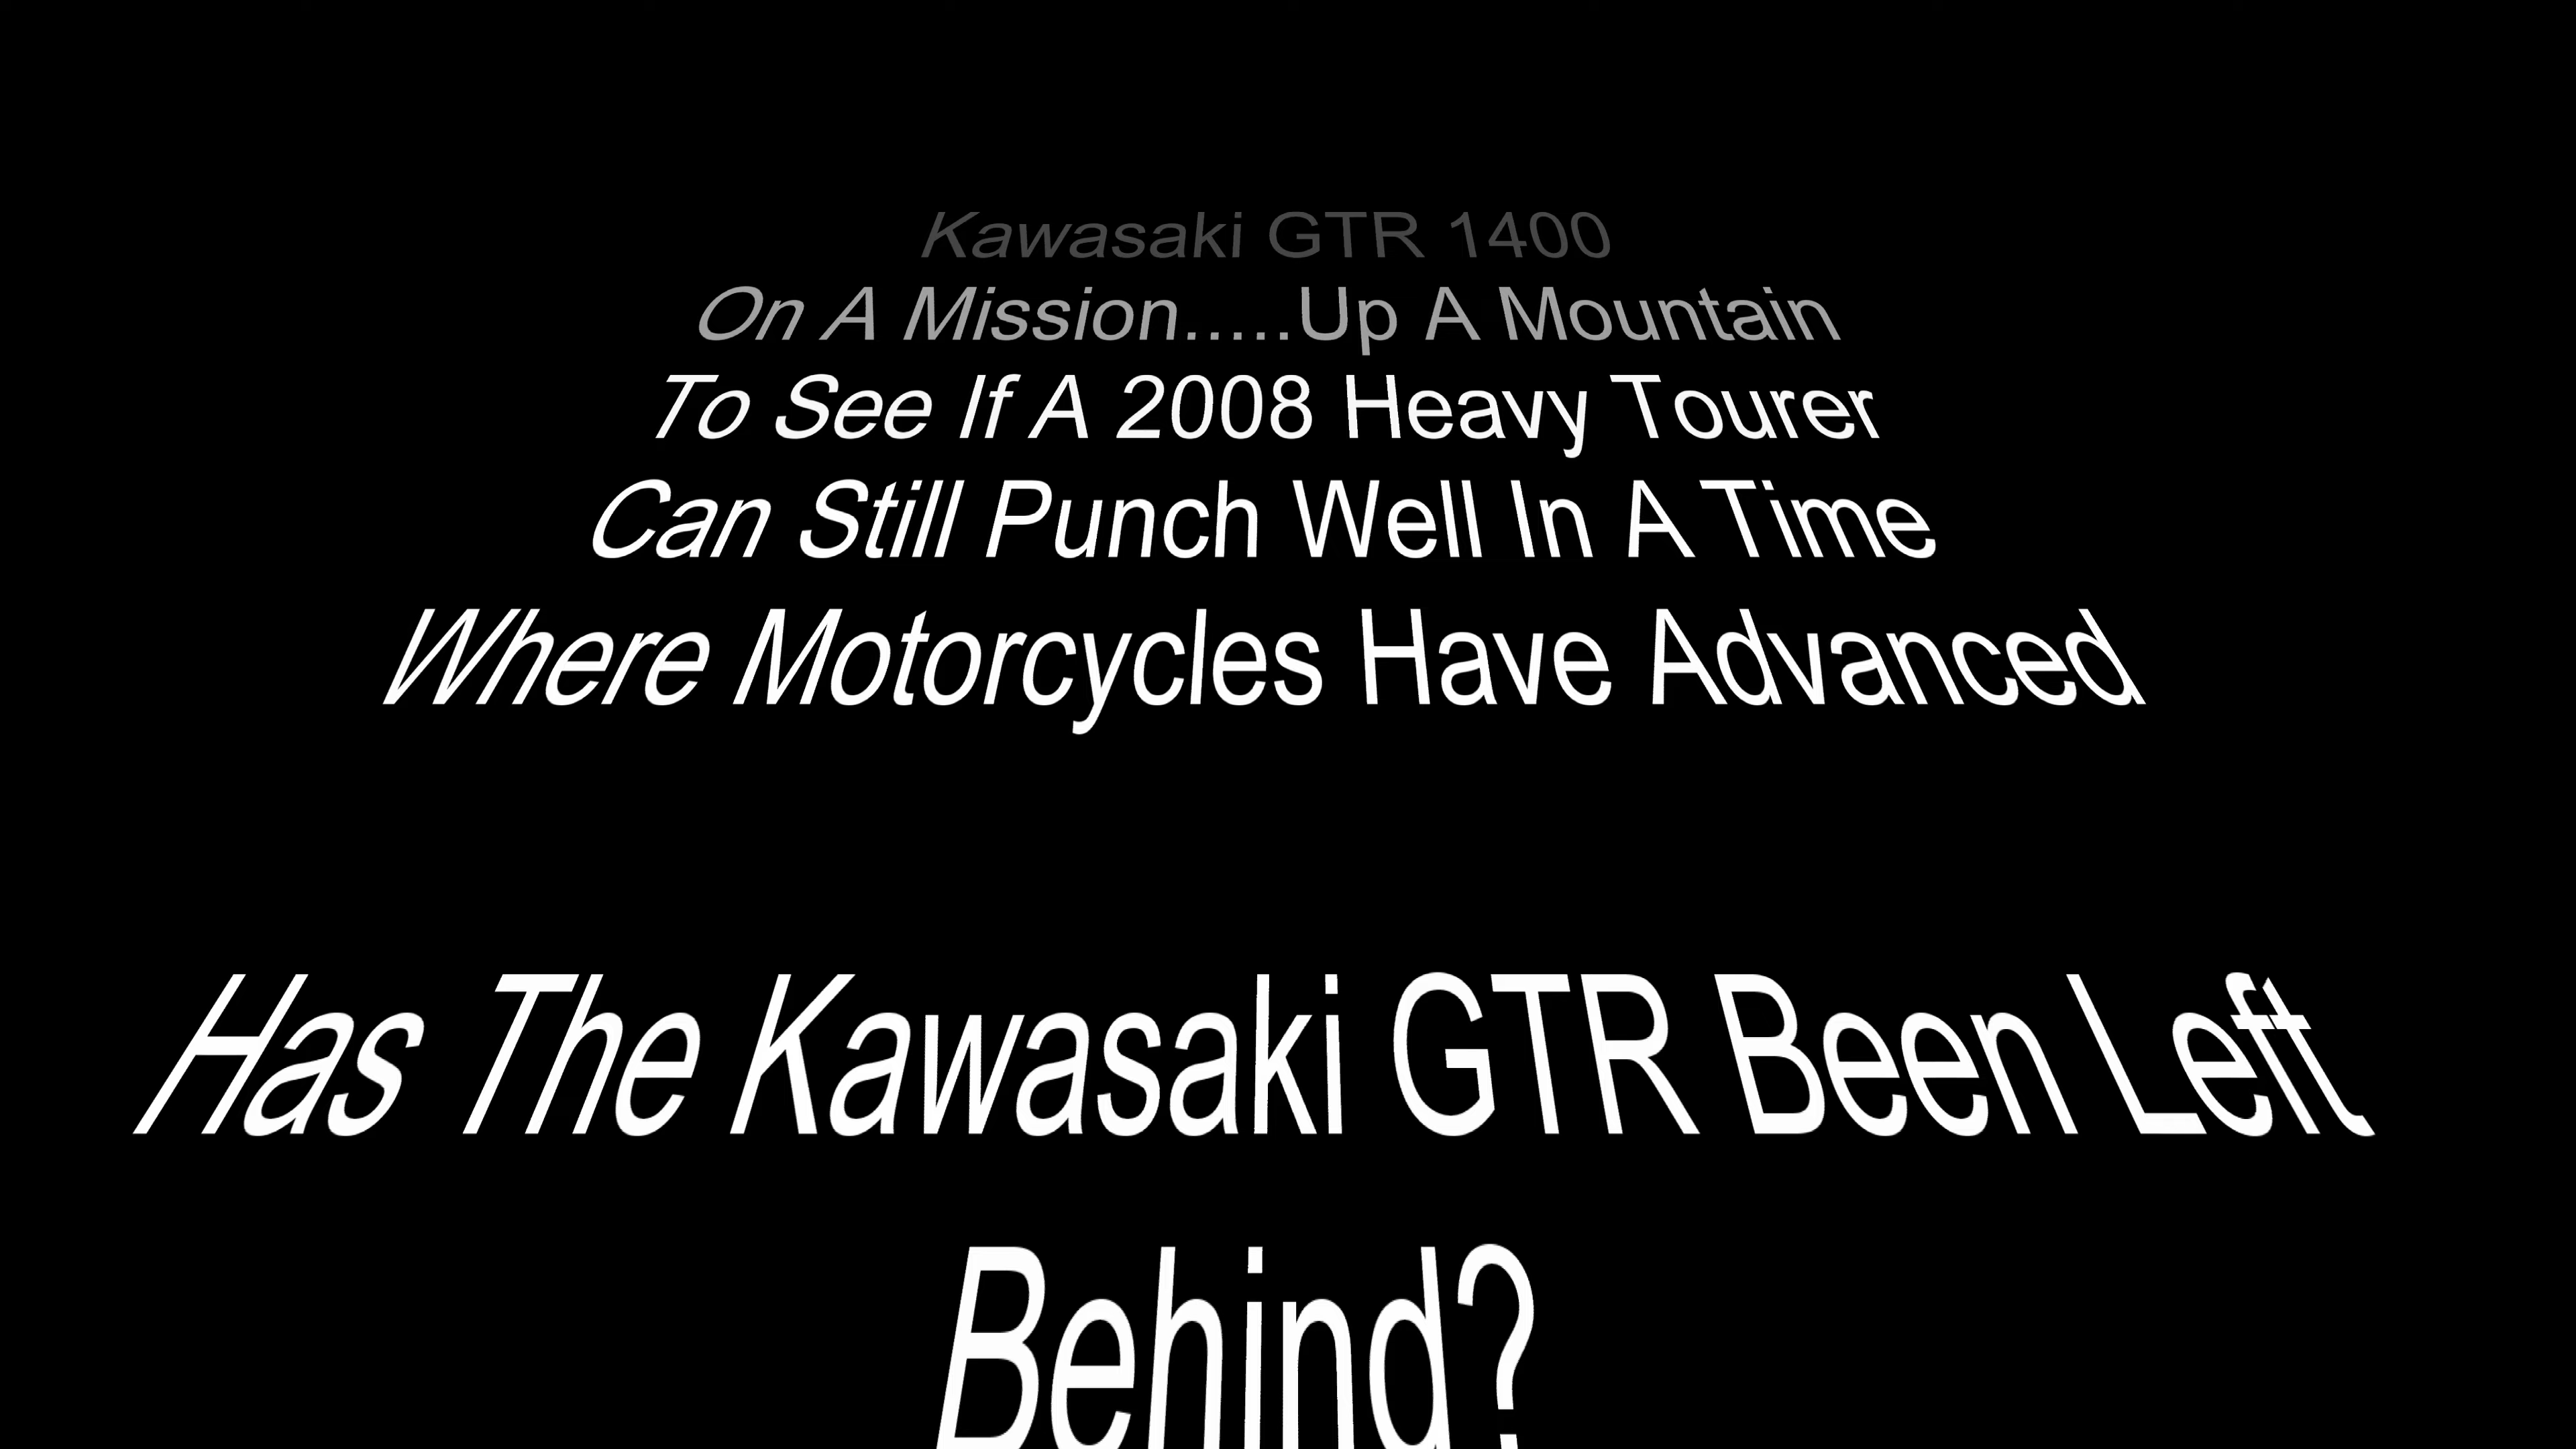 Kawasaki GTR 1400
On A Mission.....Up A Mountain
To See If A 2008 Heavy Tourer
Can Still Punch Well In A Time
Where Motorcycles Have Advanced
Has The Kawasaki GTR Been Left
Behind?